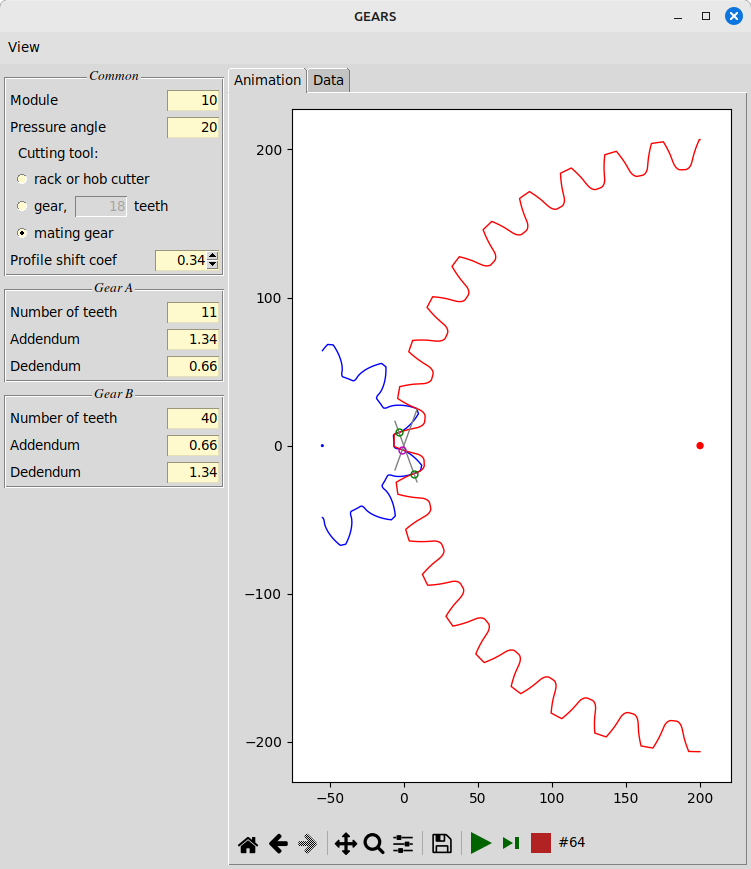 GEARS
View
Common
Module 10
Pressure angle 20
Cutting tool:
rack or hob cutter
gear, 18 teeth
mating gear
Profile shift coef 0.34
Gear A
Number of teeth 11
Addendum 1.34
Dedendum 0.66
Gear B
Number of teeth 40
Addendum 0.66
Dedendum 1.34
Animation Data
200
100
0
−100
−200
−50 0 50 100 150 200
#64